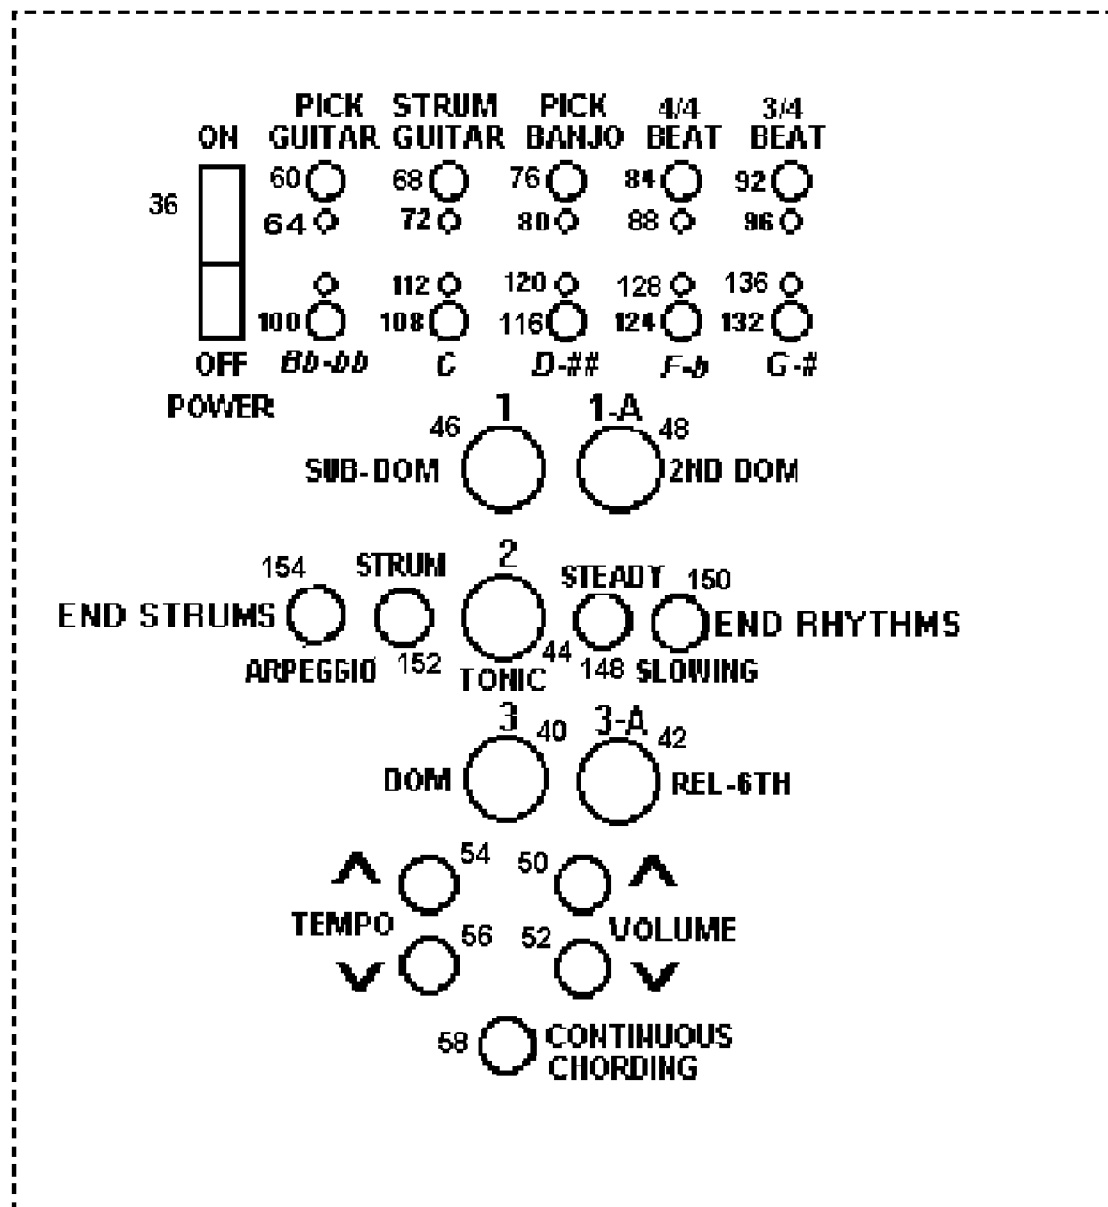 PICK STRUM PICK 4/4 3/4
ON GUITAR GUITAR BANJO BEAT BEAT
36 60 68 76 84 92
64 72 80 88 96
112 120 128 136
100 108 116 124 132
OFF Bb-bb C D-## F-b G-#
POWER
1 1-A
46 48
SUB-DOM 2ND DOM
2
154 STRUM STEADY 150
END STRUMS END RHYTHMS
ARPEGGIO 152 44 148 SLOWING
TONIC
3 3-A
40 42
DOM REL-6TH
54 50
TEMPO VOLUME
56 52
58 CONTINUOUS
CHORDING